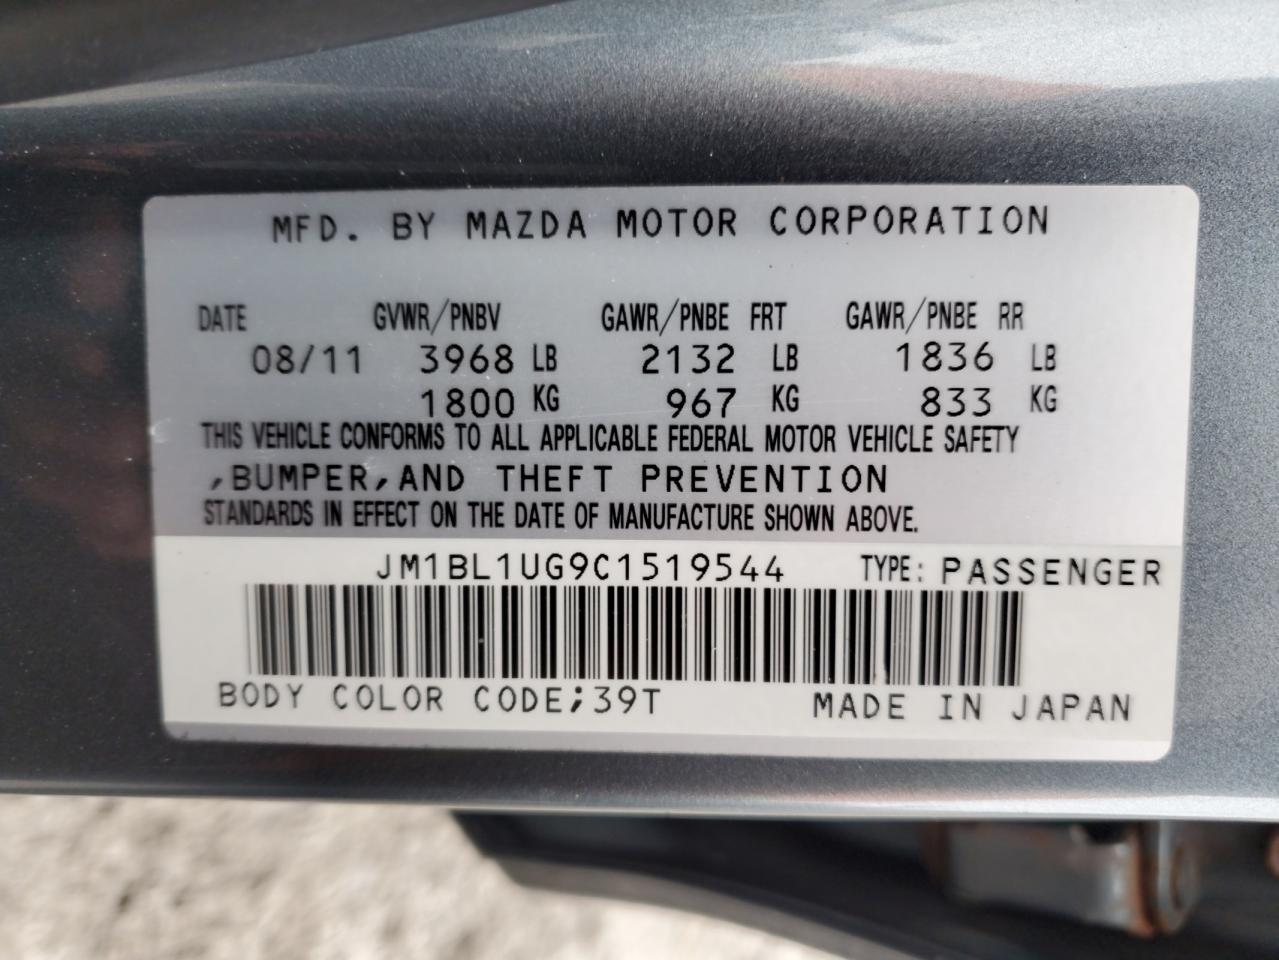 MFD. BY MAZDA MOTOR CORPORATION
DATE GVWR/PNBV GAWR/PNBE FRT GAWR/PNBE RR
08/11 3968 LB 2132 LB 1836 LB
1800 KG 967 KG 833 KG
THIS VEHICLE CONFORMS TO ALL APPLICABLE FEDERAL MOTOR VEHICLE SAFETY
,BUMPER,AND THEFT PREVENTION
STANDARDS IN EFFECT ON THE DATE OF MANUFACTURE SHOWN ABOVE.
JM1BL1UG9C1519544 TYPE: PASSENGER
BODY COLOR CODE;39T MADE IN JAPAN